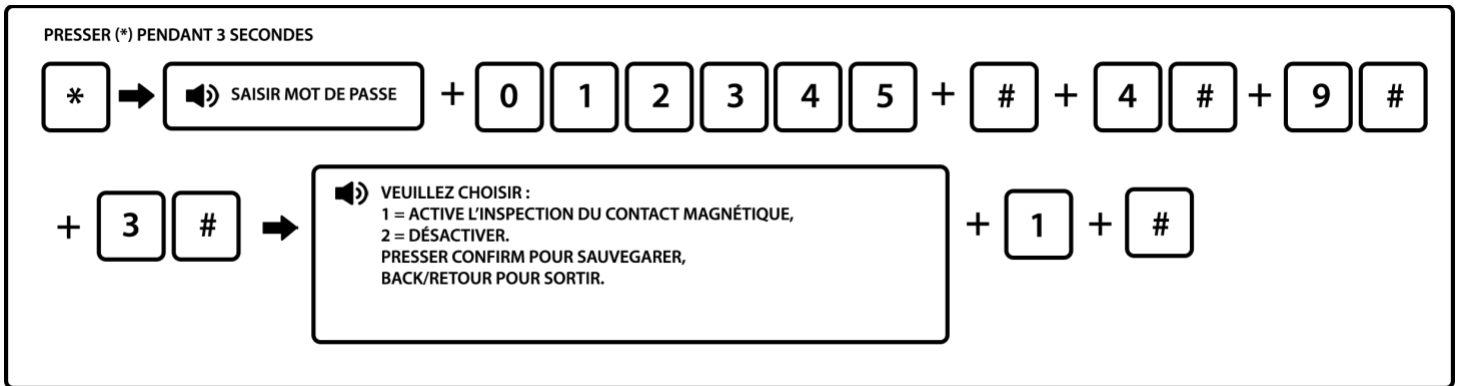 PRESSER (*) PENDANT 3 SECONDES
* SAISIR MOT DE PASSE + 0 1 2 3 4 5 + # + 4 # + 9 #
+ 3 # VEUILLEZ CHOISIR :
1 = ACTIVE L'INSPECTION DU CONTACT MAGNÉTIQUE,
2 = DÉSACTIVER.
PRESSER CONFIRM POUR SAUVEGARER,
BACK/RETOUR POUR SORTIR.
+ 1 + #